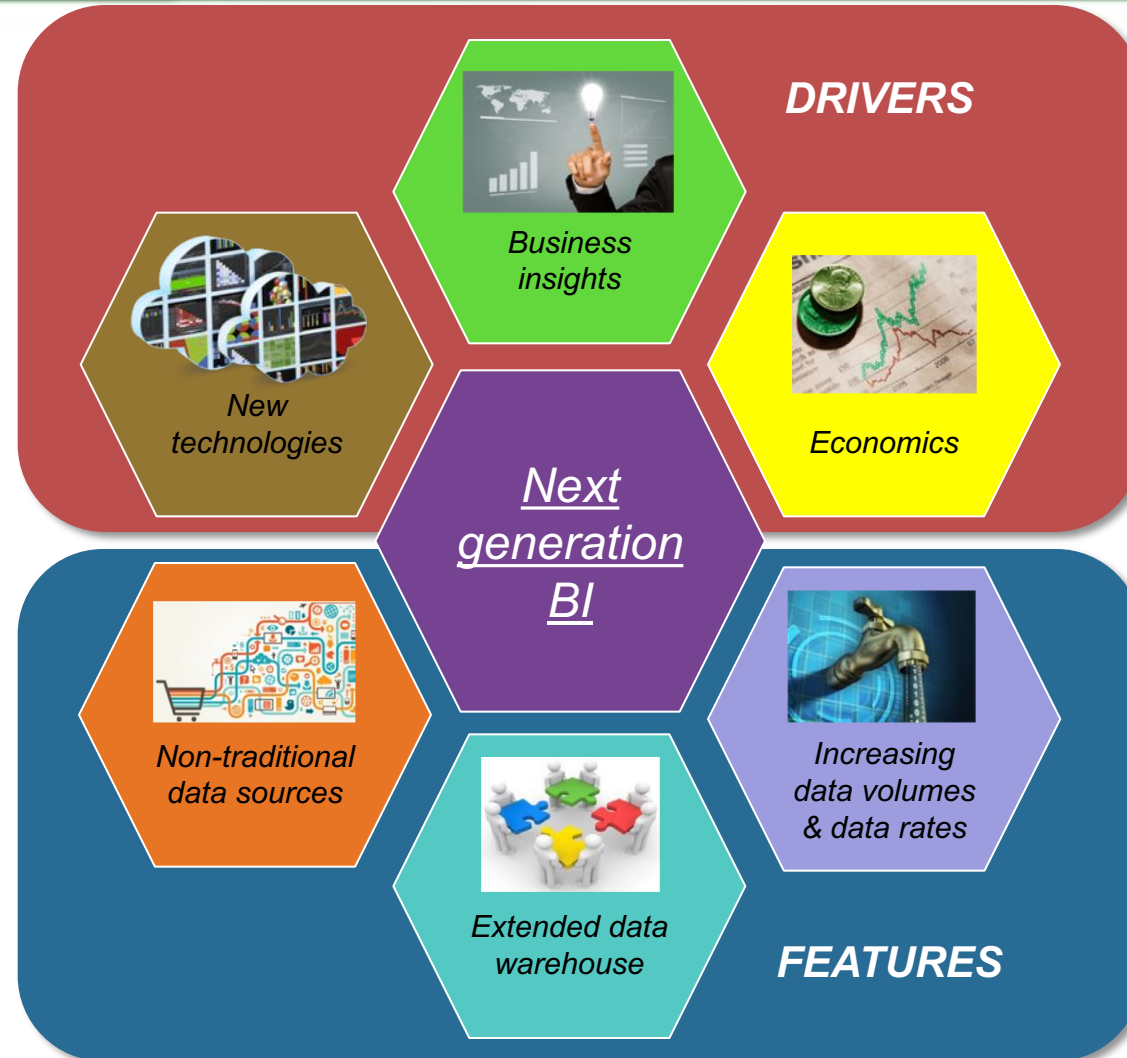 DRIVERS
Business
insights
New
technologies
Economics
Next
generation
BI
Non-traditional
data sources
Increasing
data volumes
& data rates
Extended data
warehouse
FEATURES